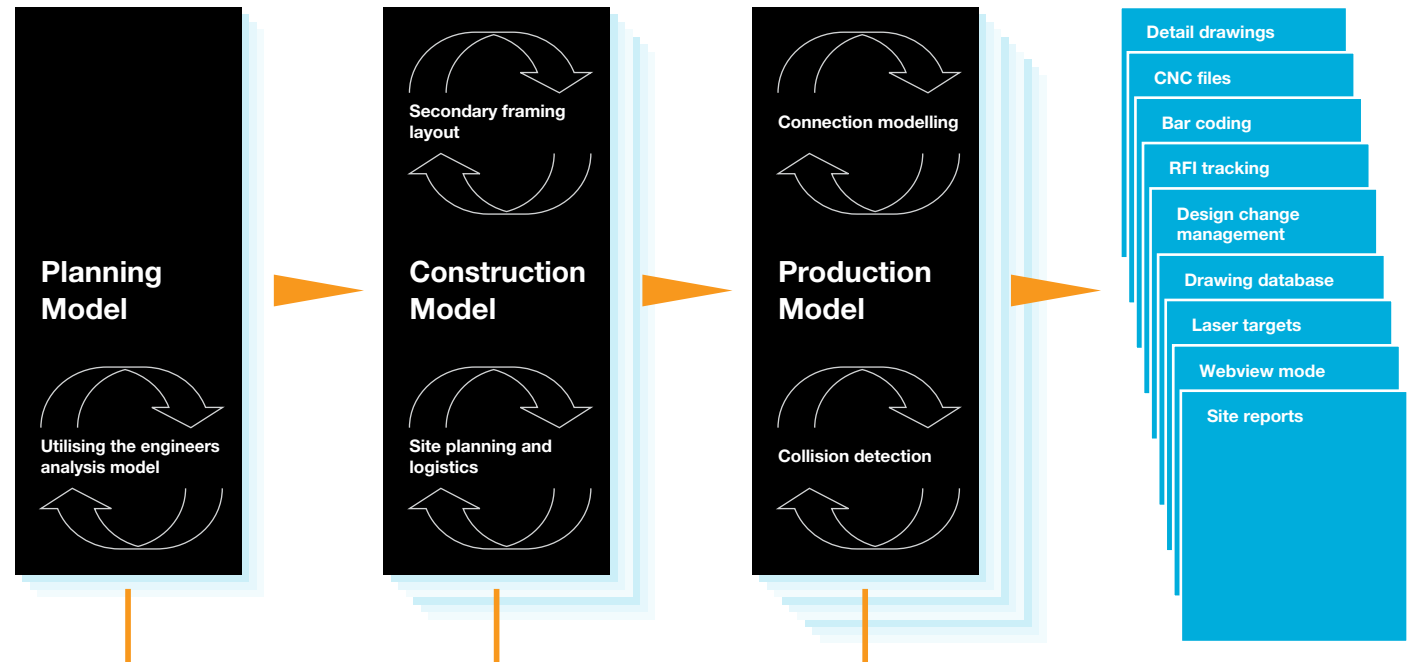 Planning
Model
Utilising the engineers
analysis model
Secondary framing
layout
Construction
Model
Site planning and
logistics
Connection modelling
Production
Model
Collision detection
Detail drawings
CNC files
Bar coding
RFI tracking
Design change
management
Drawing database
Laser targets
Webview mode
Site reports